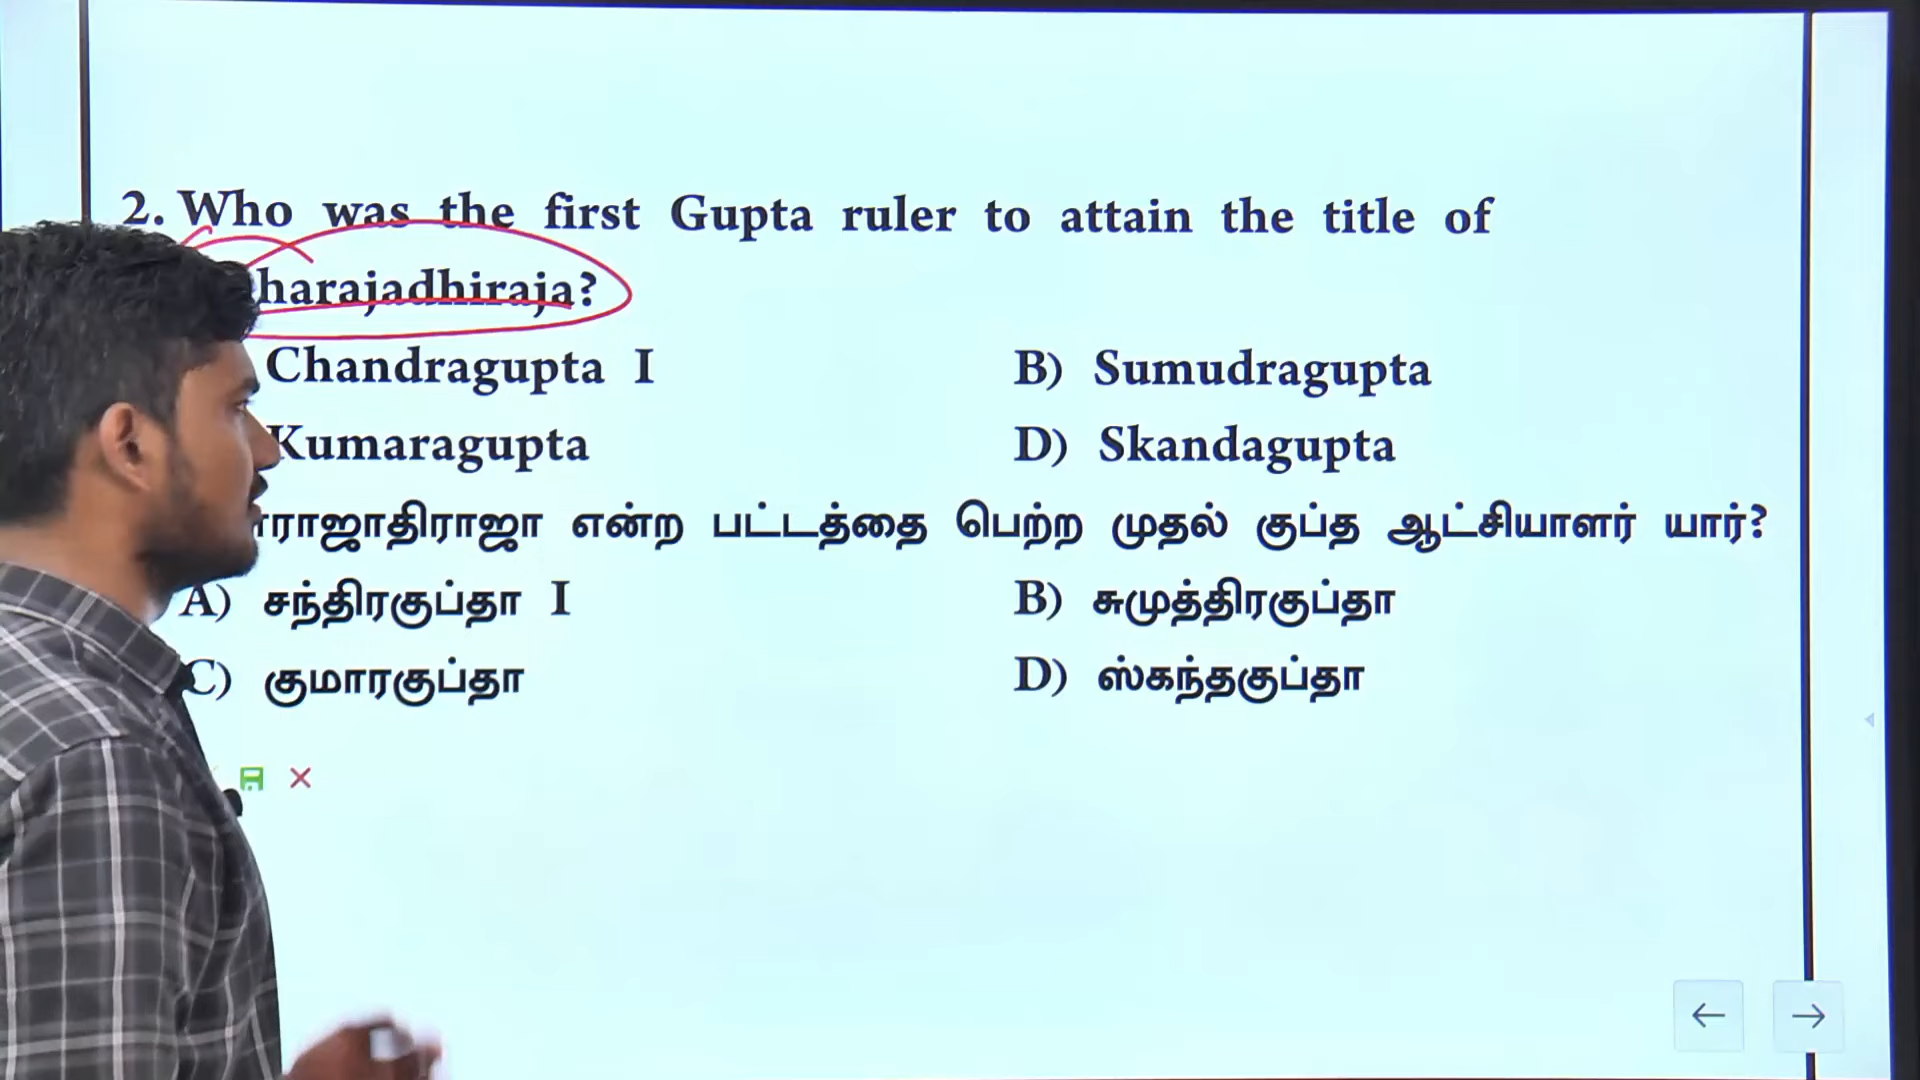 2. Who was the first Gupta ruler to attain the title of
harajadhiraja?
Chandragupta I B) Sumudragupta
Kumaragupta D) Skandagupta
ராஜாதிராஜா என்ற பட்டத்தை பெற்ற முதல் குப்த ஆட்சியாளர் யார்?
A) சந்திரகுப்தா I B) சுமுத்திரகுப்தா
C) குமாரகுப்தா D) ஸ்கந்தகுப்தா